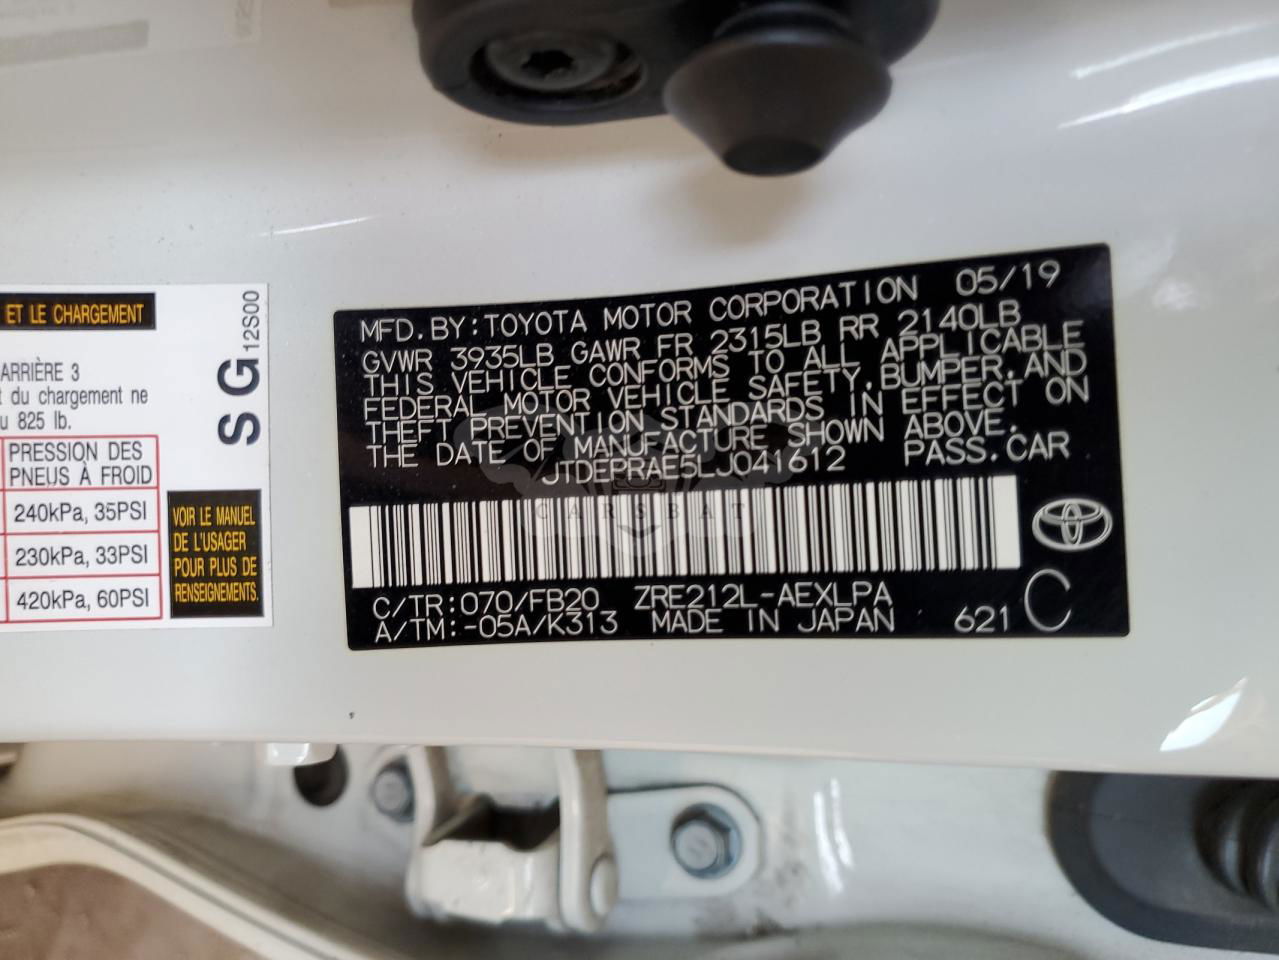 ET LE CHARGEMENT
ARRIÈRE 3
du chargement ne
825 lb.
PRESSION DES
PNEUS À FROID
240kPa, 35PSI
230kPa, 33PSI
420kPa, 60PSI
SG12S00
VOIR LE MANUEL
DE L'USAGER
POUR PLUS DE
RENSEIGNEMENTS.
MFD. BY: TOYOTA MOTOR CORPORATION 05/19
GVWR 3935LB GAWR FR 2315LB RR 2140LB
THIS VEHICLE CONFORMS TO ALL APPLICABLE
FEDERAL MOTOR VEHICLE SAFETY, BUMPER, AND
THEFT PREVENTION STANDARDS IN EFFECT ON
THE DATE OF MANUFACTURE SHOWN ABOVE.
JTDEPRAE5LJ041612 PASS. CAR
CARSBAT
C/TR: 070/FB20 ZRE212L-AEXLPA
A/TM: -05A/K313 MADE IN JAPAN 621 C